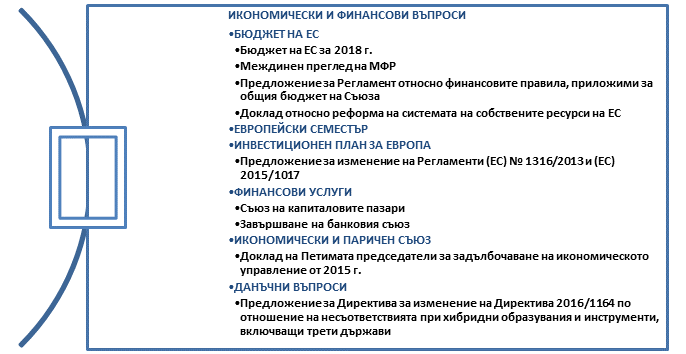 ИКОНОМИЧЕСКИ И ФИНАНСОВИ ВЪПРОСИ
•БЮДЖЕТ НА ЕС
•Бюджет на ЕС за 2018 г.
•Междинен преглед на МФР
•Предложение за Регламент относно финансовите правила, приложими за
общия бюджет на Съюза
•Доклад относно реформа на системата на собствените ресурси на ЕС
•ЕВРОПЕЙСКИ СЕМЕСТЪР
•ИНВЕСТИЦИОНЕН ПЛАН ЗА ЕВРОПА
•Предложение за изменение на Регламенти (ЕС) № 1316/2013 и (ЕС)
2015/1017
•ФИНАНСОВИ УСЛУГИ
•Съюз на капиталовите пазари
•Завършване на банковия съюз
•ИКОНОМИЧЕСКИ И ПАРИЧЕН СЪЮЗ
•Доклад на Петимата председатели за задълбочаване на икономическото
управление от 2015 г.
•ДАНЪЧНИ ВЪПРОСИ
•Предложение за Директива за изменение на Директива 2016/1164 по
отношение на несъответствията при хибридни образувания и инструменти,
включващи трети държави